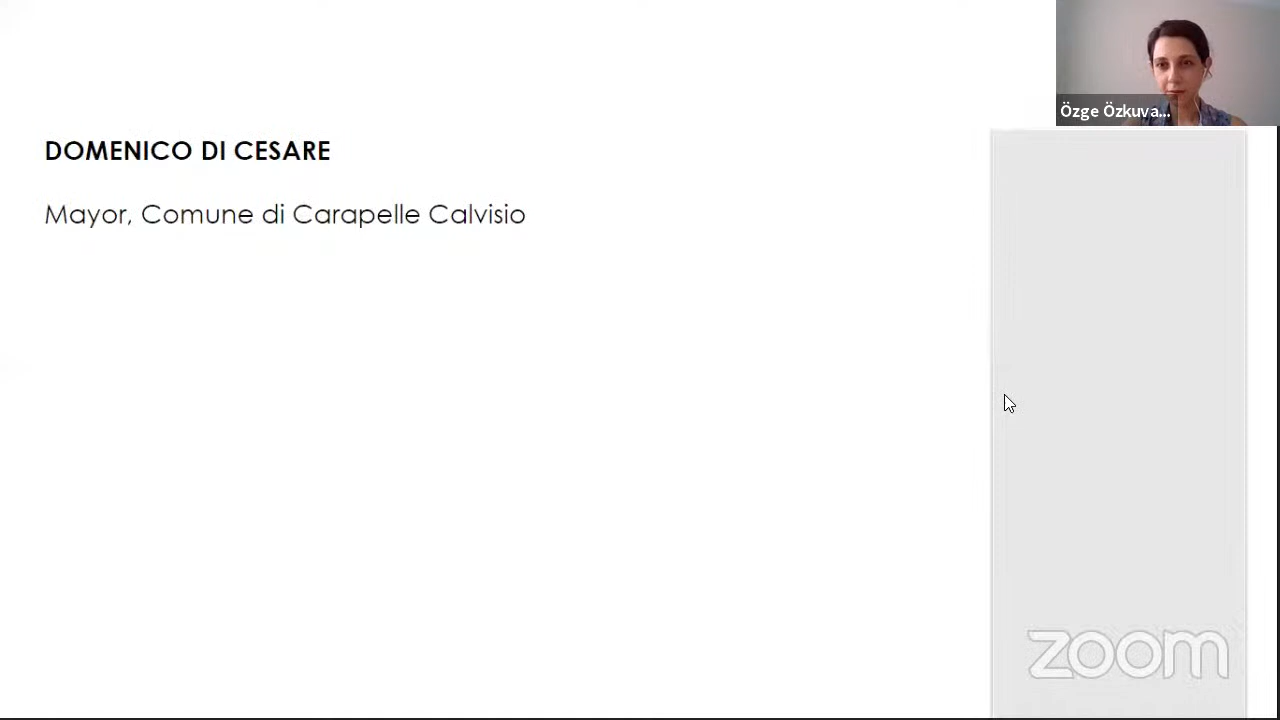 Özge Özkuva...
DOMENICO DI CESARE
Mayor, Comune di Carapelle Calvisio
zoom